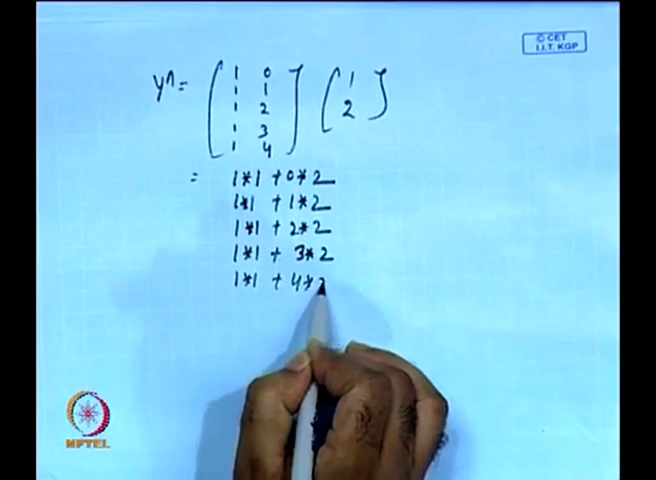 © CET
I.I.T. KGP
y^ =
1 0
1 1
1 2
1 3
1 4
1
2
= 1*1 + 0*2
1*1 + 1*2
1*1 + 2*2
1*1 + 3*2
1*1 + 4*2
NPTEL